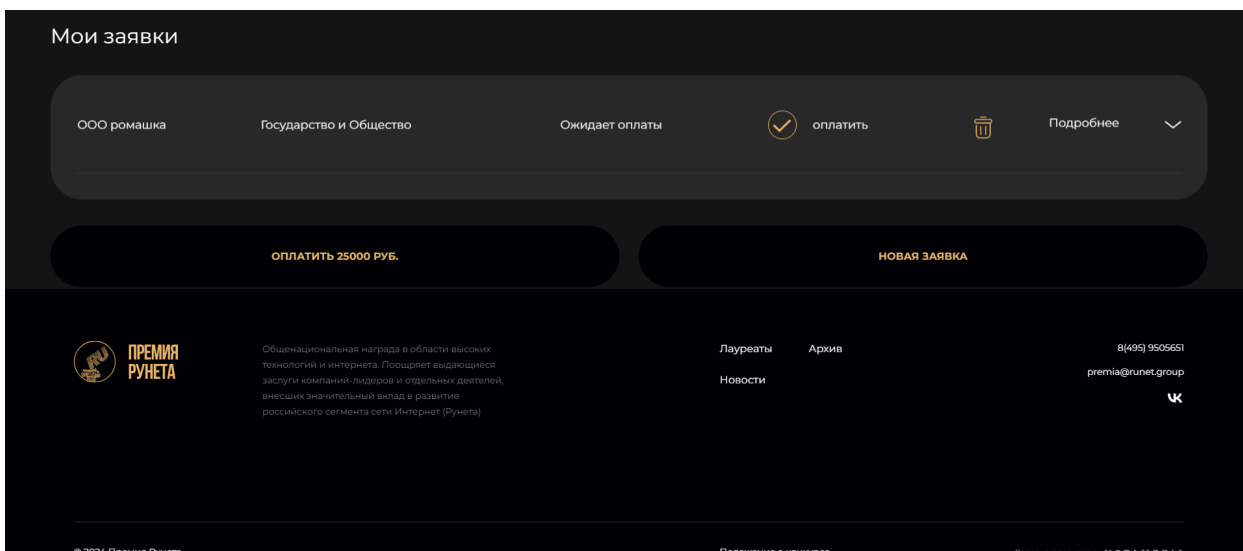 Мои заявки
ООО ромашка Государство и Общество Ожидает оплаты оплатить Подробнее
ОПЛАТИТЬ 25000 РУБ. НОВАЯ ЗАЯВКА
RU ПРЕМИЯ
РУНЕТА
Общенациональная награда в области высоких
технологий и интернета. Поощряет выдающиеся
заслуги компаний-лидеров и отдельных деятелей,
внесших значительный вклад в развитие
российского сегмента сети Интернет (Рунета)
Лауреаты Архив
Новости
8(495) 9505651
premia@runet.group